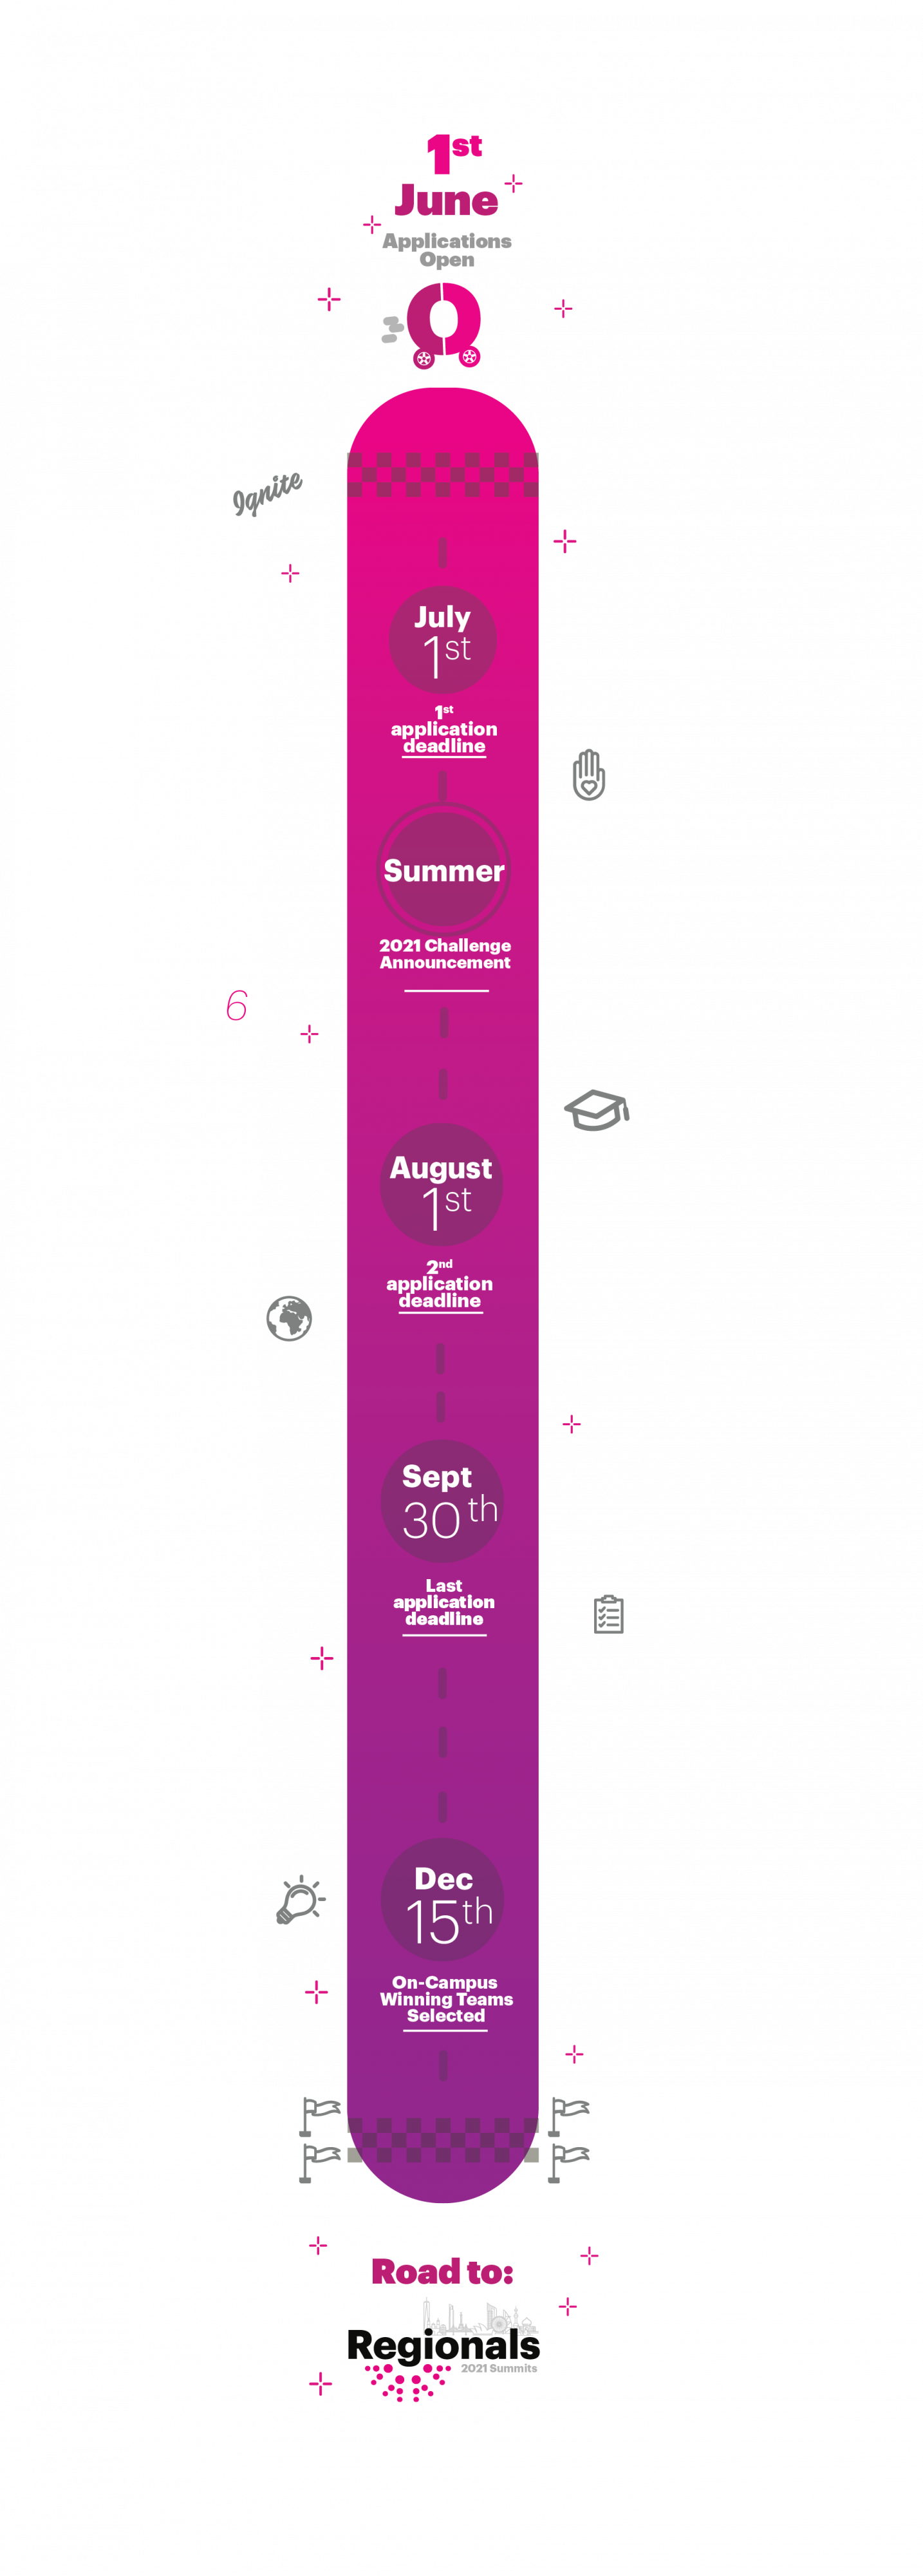 1st
June
Applications
Open
Ignite
July
1st
1st
application
deadline
Summer
2021 Challenge
Announcement
6
August
1st
2nd
application
deadline
Sept
30th
Last
application
deadline
Dec
15th
On-Campus
Winning Teams
Selected
Road to:
Regionals
2021 Summits